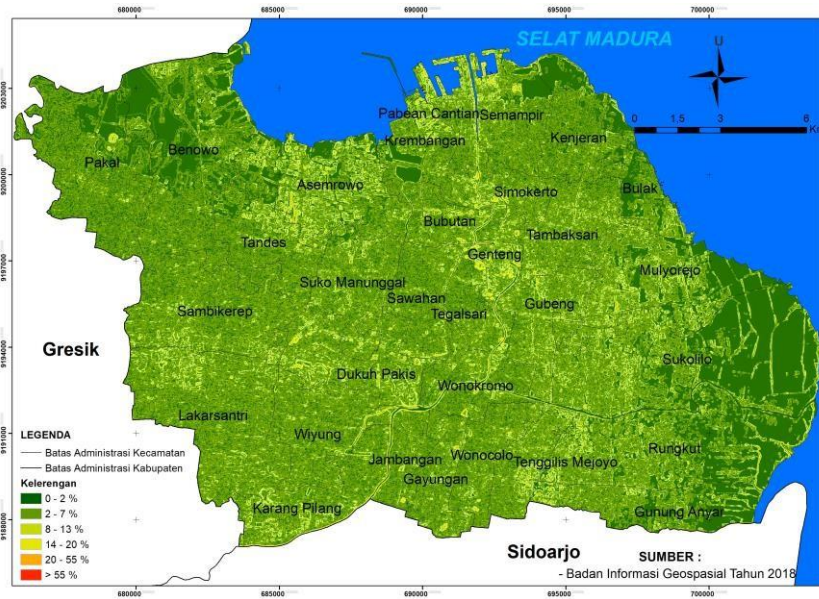 680000 685000 690000 695000 700000
SELAT MADURA
U
0 1,5 3 6
9203000
Pabean Cantian Semampir
Krembangan
Kenjeran
Pakal
Benowo
9200000
Asemrowo
Simokerto
Bulak
Bubutan
Tambaksan
Tandes
Genteng
9197000
Mulyorejo
Suko Manunggal
Sawahan
Gubeng
Sambikerep
Tegalsari
Gresik
9194000
Sukolilo
Dukuh Pakis
Wonokromo
Lakarsantri
9191000
Wiyung
Rungkut
Jambangan
Wonocolo
Tenggilis Mejoyo
Gayungan
Karang Pilang
Gunung Anyar
9188000
LEGENDA
Batas Administrasi Kecamatan
Batas Administrasi Kabupaten
Kelerengan
0 - 2 %
2 - 7 %
8 - 13 %
14 - 20 %
20 - 55 %
> 55 %
Sidoarjo
SUMBER :
- Badan Informasi Geospasial Tahun 2018
680000 685000 690000 695000 700000